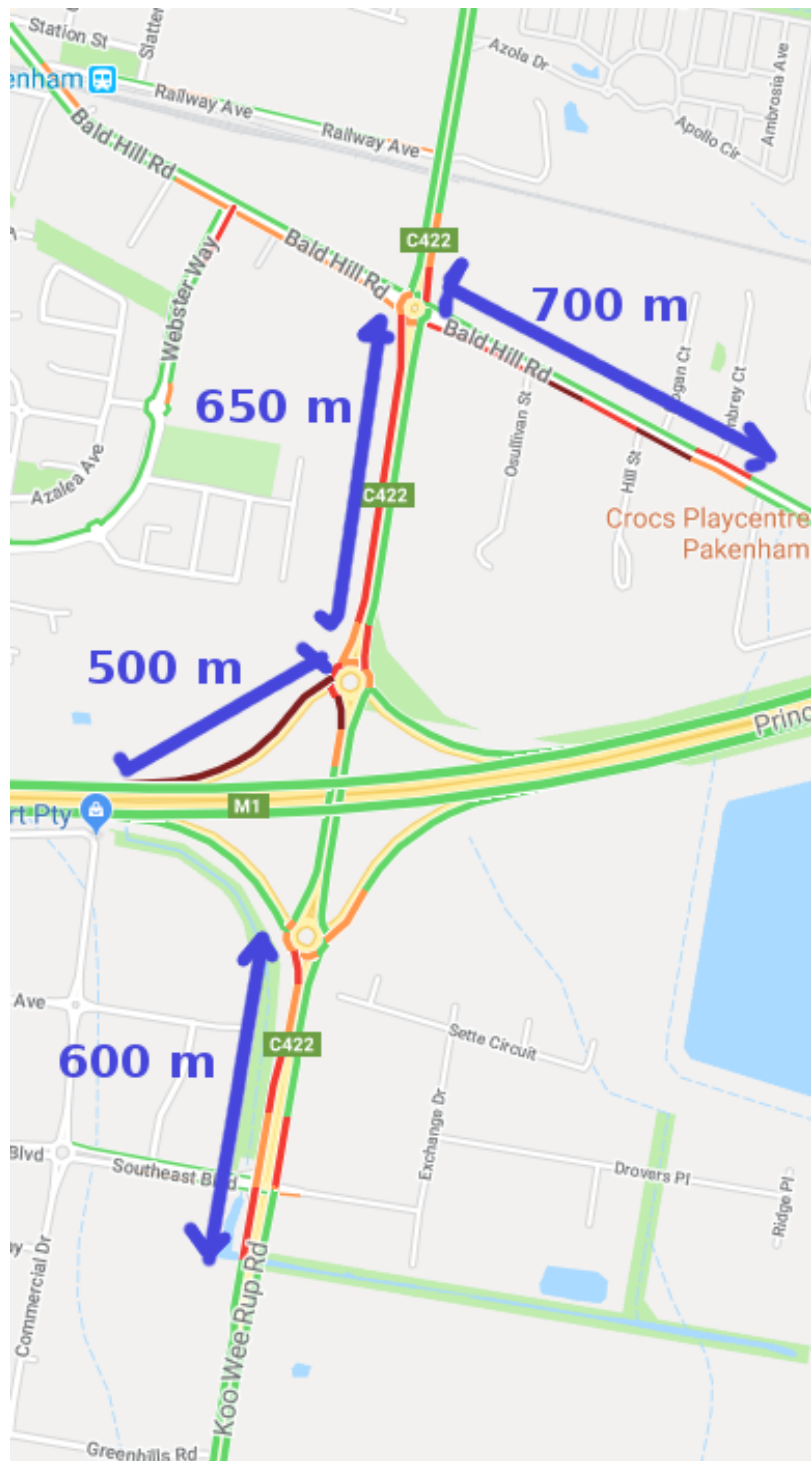 Station St
Slatter
Azola Dr
Ambrosia Ave
enham
Railway Ave
Railway Ave
Apollo Cir
Bald Hill Rd
C422
Bald Hill Rd
Webster Way
700 m
Bald Hill Rd
650 m
ogan Ct
nbrey Ct
Osullivan St
Hill St
Azalea Ave
C422
Crocs Playcentre
Pakenham
500 m
Princ
M1
rt Pty
Ave
Sette Circuit
C422
600 m
Exchange Dr
Blvd
Southeast Blvd
Drovers Pl
Ridge Pl
Commercial Dr
Koo Wee Rup Rd
Greenhills Rd